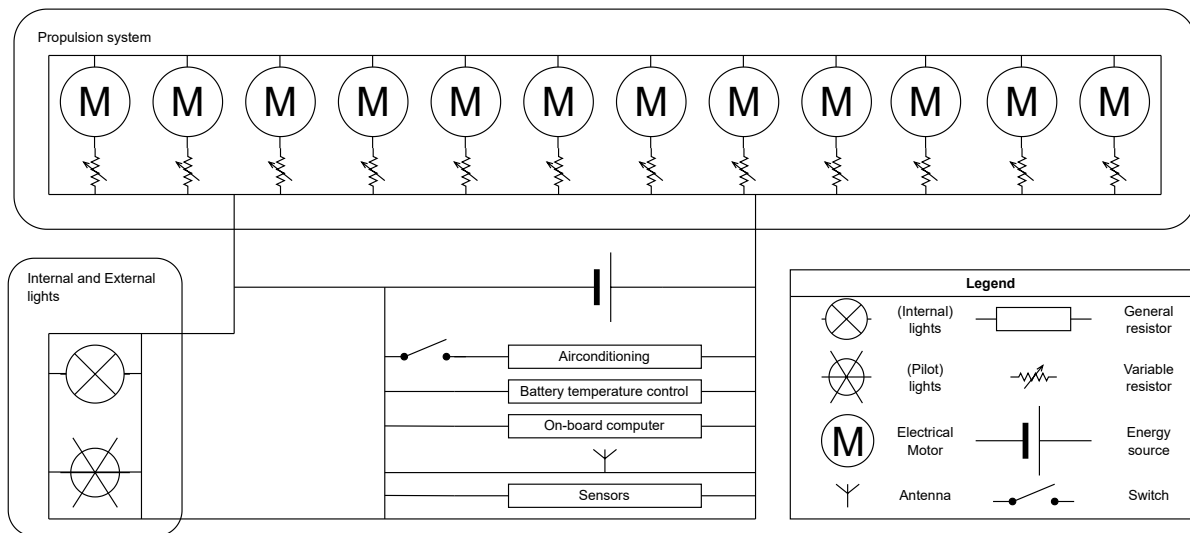 Propulsion system
M M M M M M M M M M M M
Internal and External
lights
Airconditioning
Battery temperature control
On-board computer
Sensors
Legend
(Internal)
lights
General
resistor
(Pilot)
lights
Variable
resistor
M
Electrical
Motor
Energy
source
Antenna
Switch